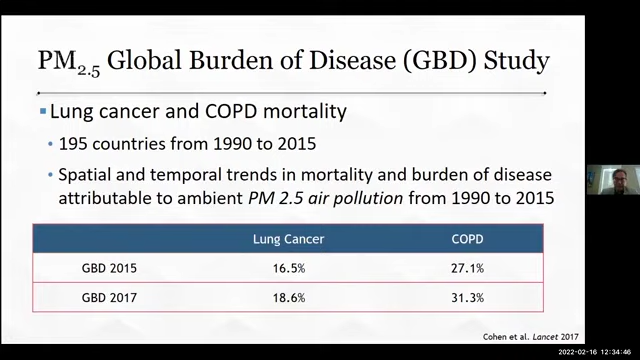 PM2.5 Global Burden of Disease (GBD) Study
Lung cancer and COPD mortality
195 countries from 1990 to 2015
Spatial and temporal trends in mortality and burden of disease
attributable to ambient PM 2.5 air pollution from 1990 to 2015
Lung Cancer COPD
GBD 2015 16.5% 27.1%
GBD 2017 18.6% 31.3%
Cohen et al. Lancet 2017
2022-02-16 12:34:46